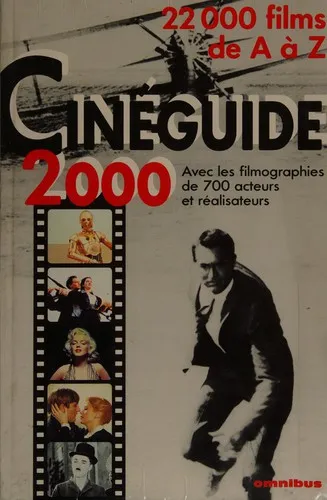 22 000 films
de A à Z
CINÉGUIDE
2000
Avec les filmographies
de 700 acteurs
et réalisateurs
omnibus